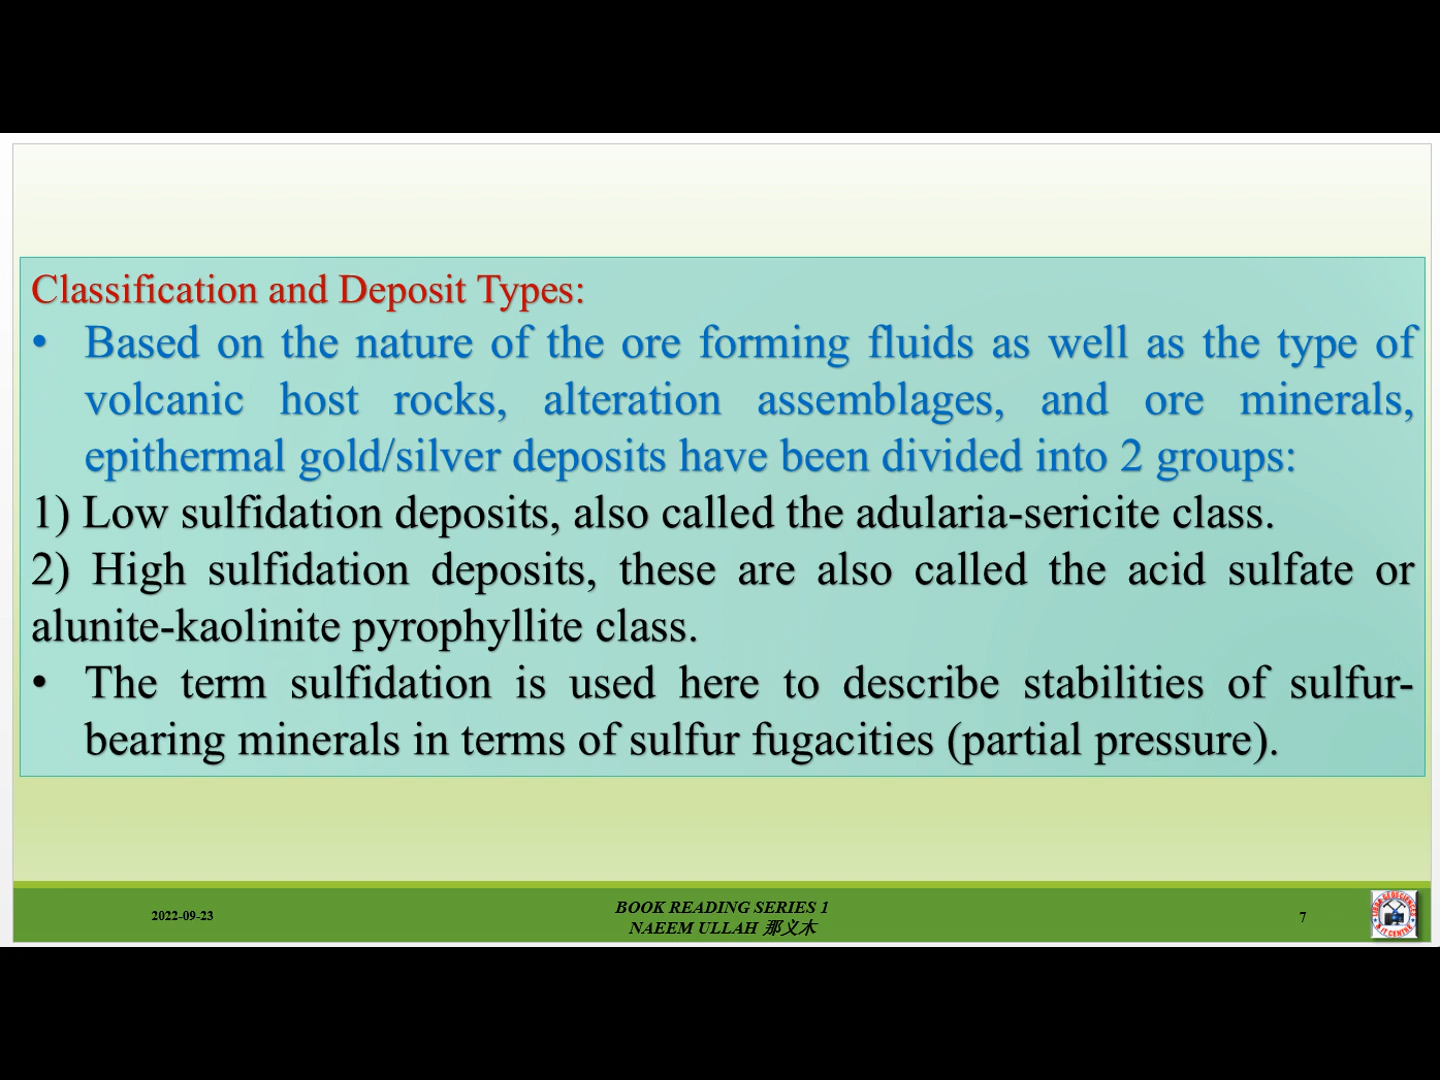 Classification and Deposit Types:
• Based on the nature of the ore forming fluids as well as the type of
volcanic host rocks, alteration assemblages, and ore minerals,
epithermal gold/silver deposits have been divided into 2 groups:
1) Low sulfidation deposits, also called the adularia-sericite class.
2) High sulfidation deposits, these are also called the acid sulfate or
alunite-kaolinite pyrophyllite class.
• The term sulfidation is used here to describe stabilities of sulfur-
bearing minerals in terms of sulfur fugacities (partial pressure).
2022-09-23
BOOK READING SERIES 1
NAEEM ULLAH 那义木
7